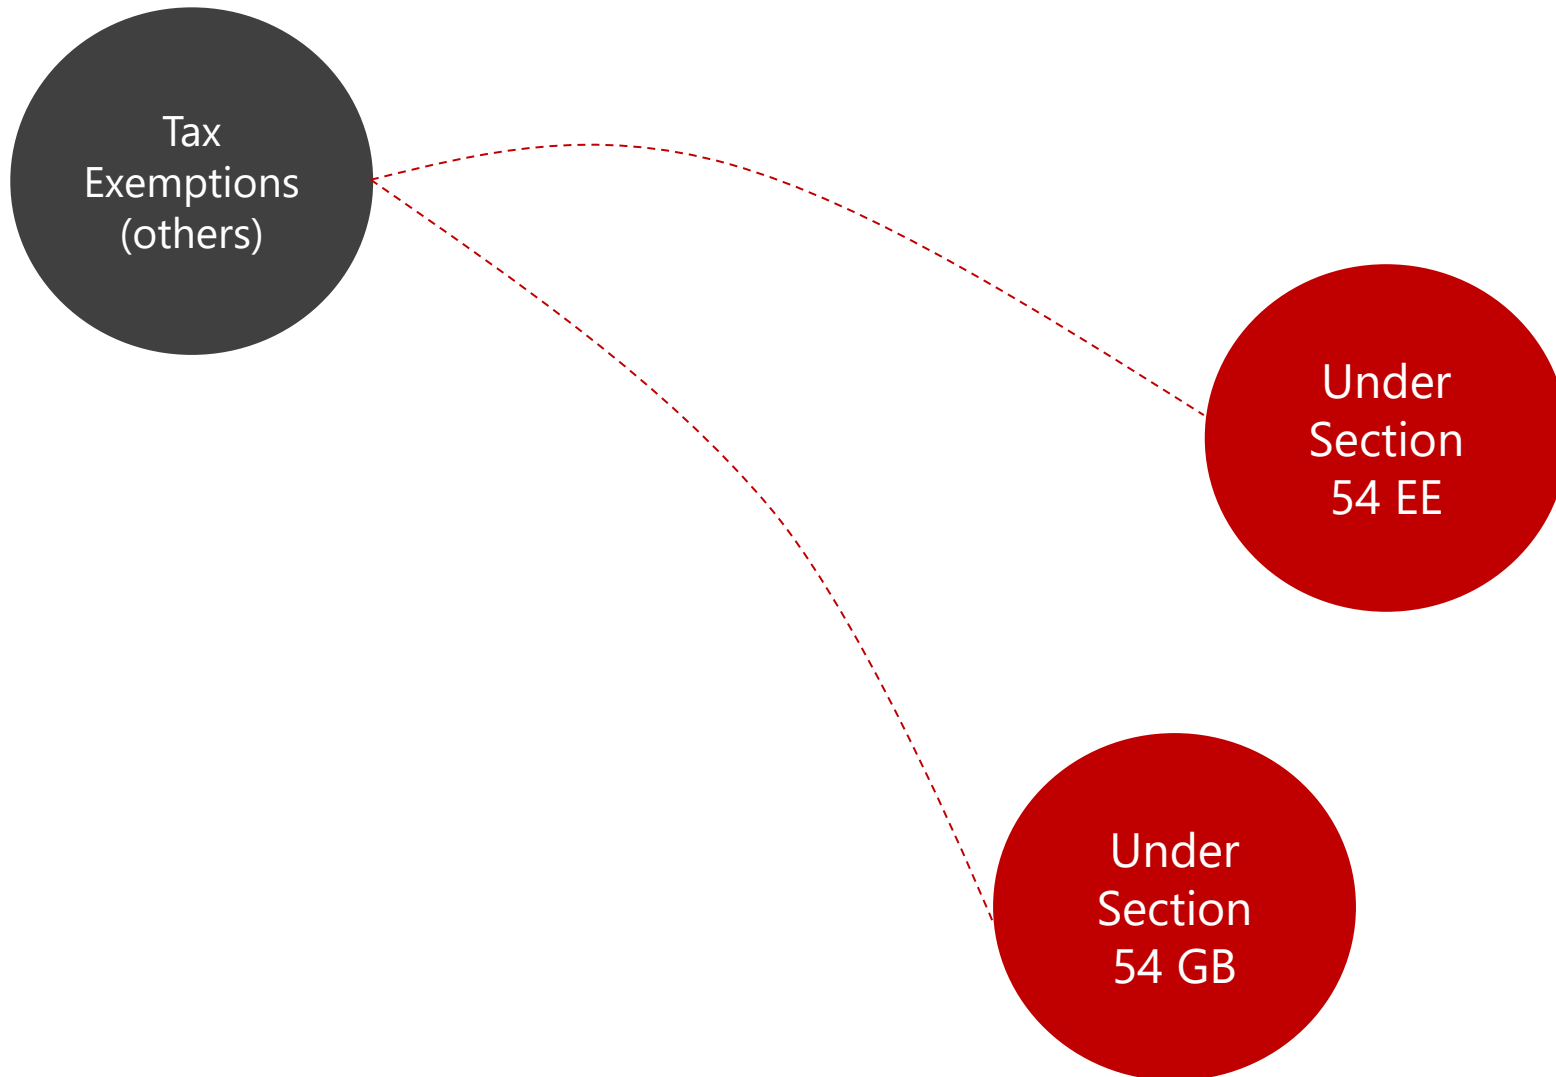 Tax
Exemptions
(others)
Under
Section
54 EE
Under
Section
54 GB